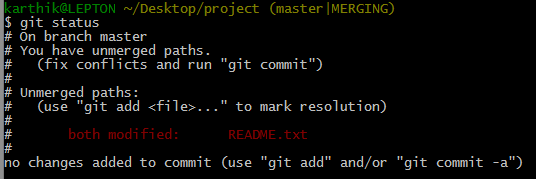 karthik@LEPTON ~/Desktop/project (master|MERGING)
$ git status
# On branch master
# You have unmerged paths.
#   (fix conflicts and run "git commit")
#
# Unmerged paths:
#   (use "git add <file>..." to mark resolution)
#
#       both modified:      README.txt
#
no changes added to commit (use "git add" and/or "git commit -a")